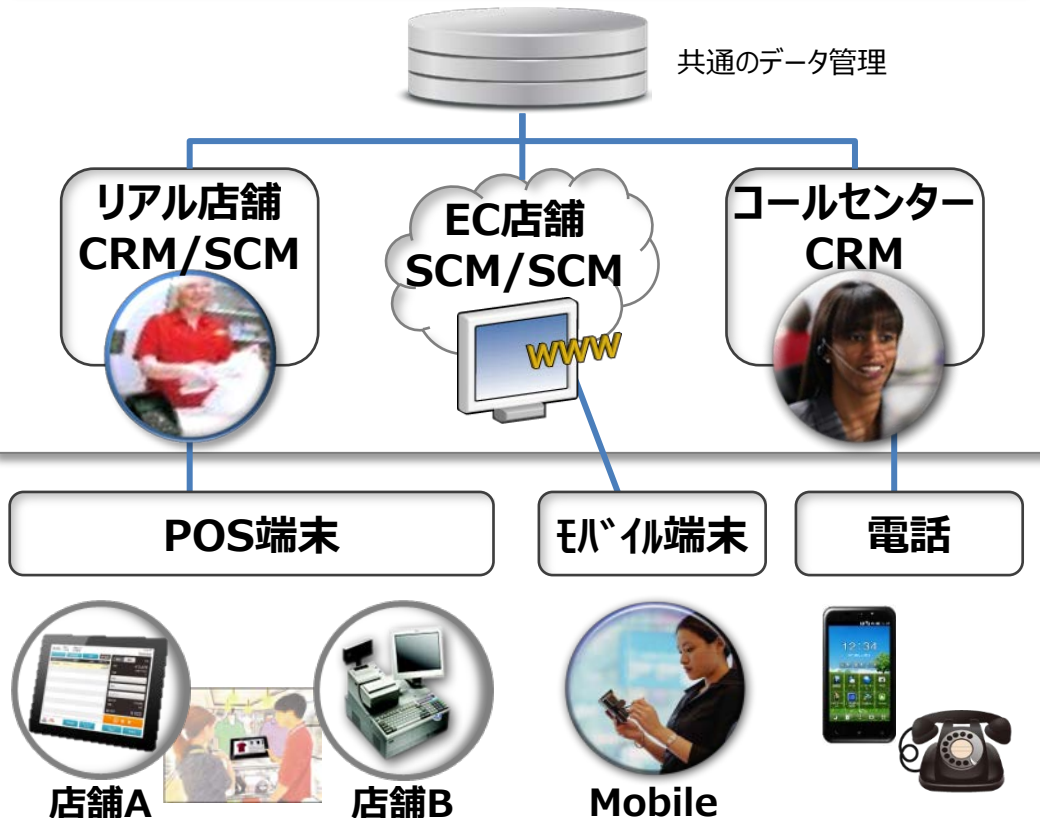 共通のデータ管理
リアル店舗
CRM/SCM
EC店舗
SCM/SCM
コールセンター
CRM
www
POS端末
ﾓﾊﾞｲﾙ端末
電話
12:34
店舗A
店舗B
Mobile